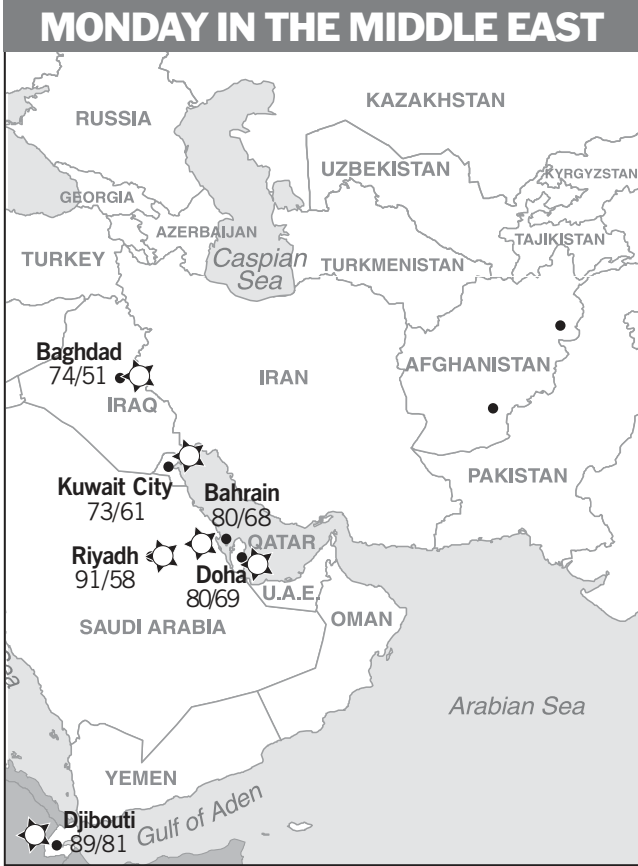 MONDAY IN THE MIDDLE EAST
KAZAKHSTAN
RUSSIA
UZBEKISTAN
KYRGYZSTAN
GEORGIA
AZERBAIJAN
TAJIKISTAN
TURKEY
Caspian
Sea
TURKMENISTAN
Baghdad
74/51
IRAQ
IRAN
AFGHANISTAN
PAKISTAN
Kuwait City
73/61
Bahrain
80/68
QATAR
Riyadh
91/58
Doha
80/69
U.A.E.
OMAN
SAUDI ARABIA
Arabian Sea
YEMEN
Gulf of Aden
Djibouti
89/81